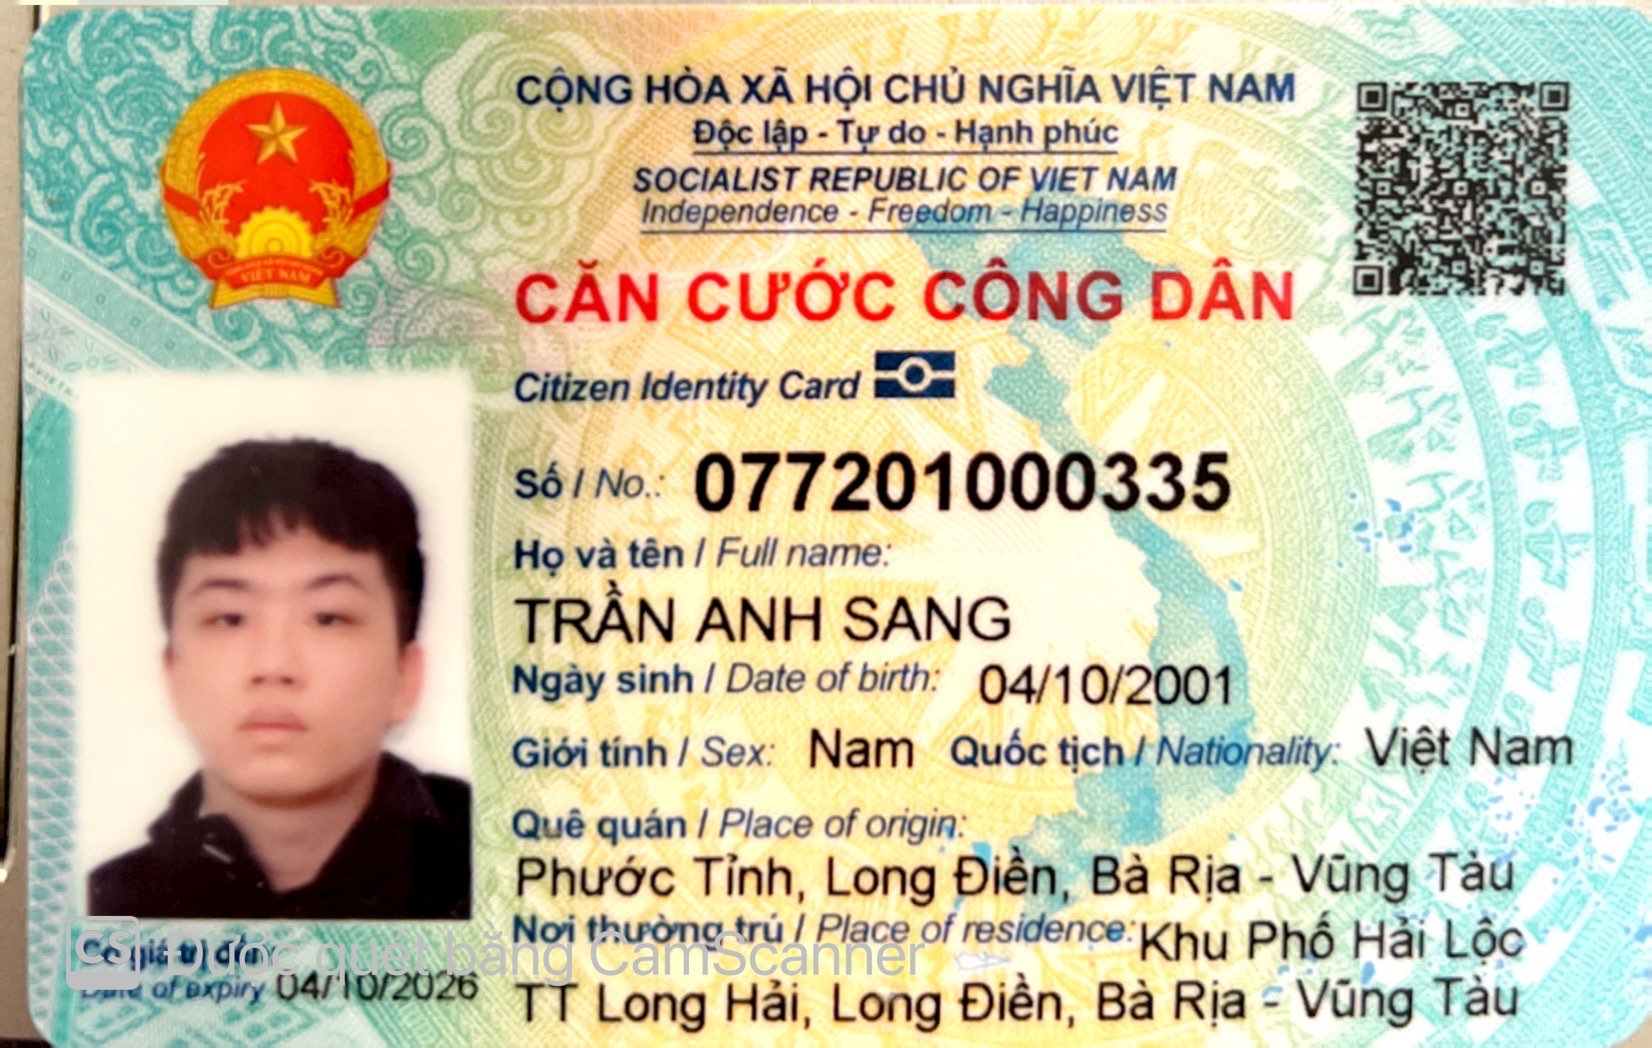 CỘNG HÒA XÃ HỘI CHỦ NGHĨA VIỆT NAM
Độc lập - Tự do - Hạnh phúc
SOCIALIST REPUBLIC OF VIET NAM
Independence - Freedom - Happiness
VIỆT NAM
CĂN CƯỚC CÔNG DÂN
Citizen Identity Card
Số / No.: 077201000335
Họ và tên / Full name:
TRẦN ANH SANG
Ngày sinh / Date of birth: 04/10/2001
Giới tính / Sex: Nam Quốc tịch / Nationality: Việt Nam
Quê quán / Place of origin:
Phước Tỉnh, Long Điền, Bà Rịa - Vũng Tàu
Nơi thường trú / Place of residence: Khu Phố Hải Lộc
TT Long Hải, Long Điền, Bà Rịa - Vũng Tàu
Có giá trị đến
Date of expiry 04/10/2026
CS Được quét bằng CamScanner